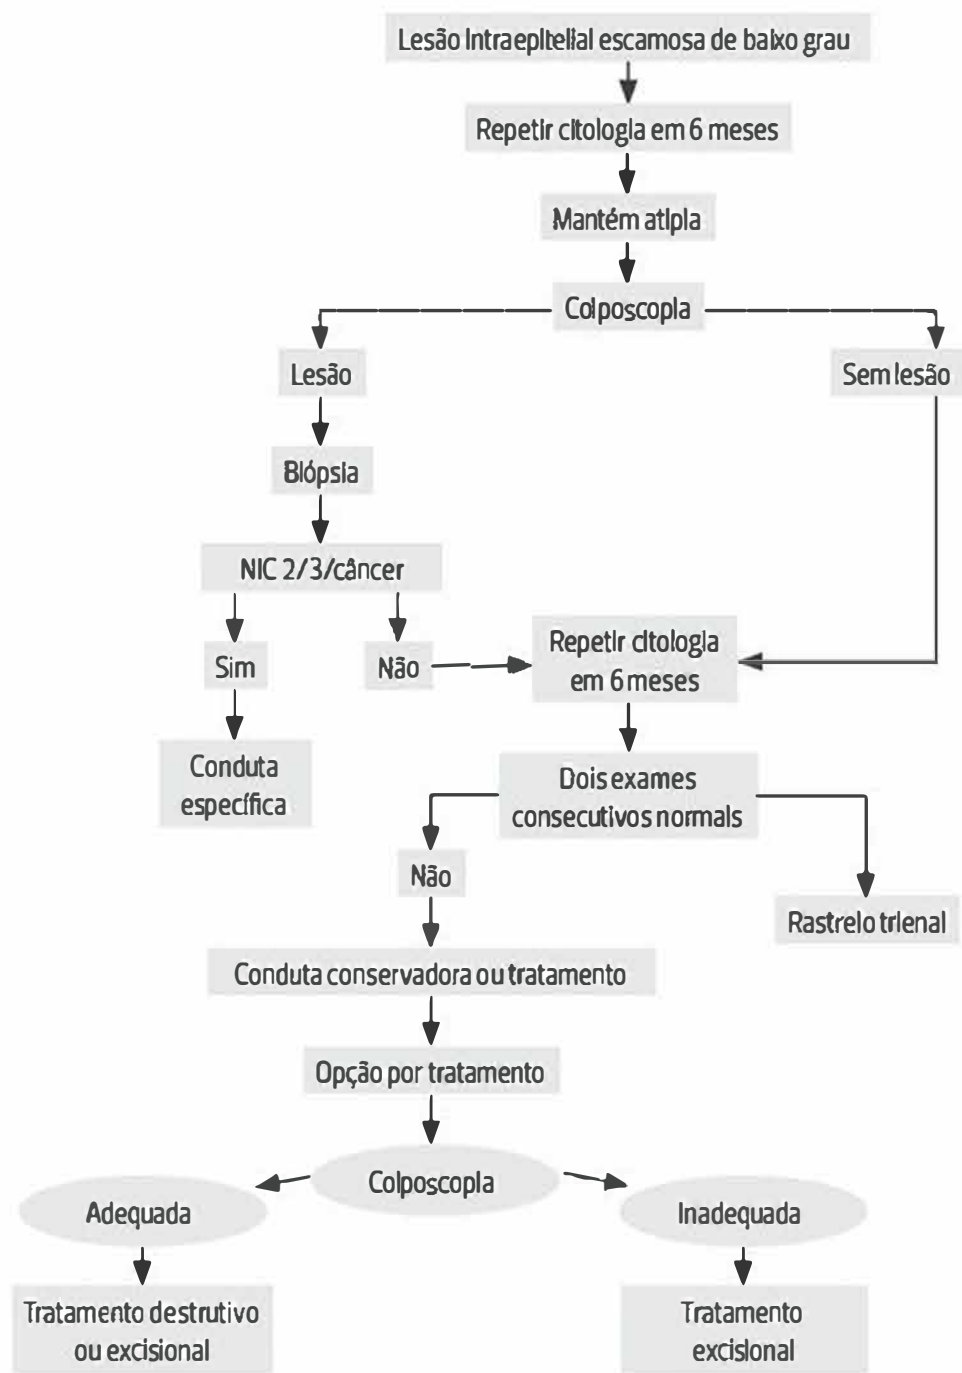 Lesão Intraepitelial escamosa de baixo grau
Repetir citologia em 6 meses
Mantém atipia
Colposcopia
Lesão
Sem lesão
Biópsia
NIC 2/3/câncer
Sim
Não
Repetir citologia
em 6 meses
Conduta
específica
Dois exames
consecutivos normais
Não
Rastreio trienal
Conduta conservadora ou tratamento
Opção por tratamento
Colposcopia
Adequada
Inadequada
Tratamento destrutivo
ou excisional
Tratamento
excisional